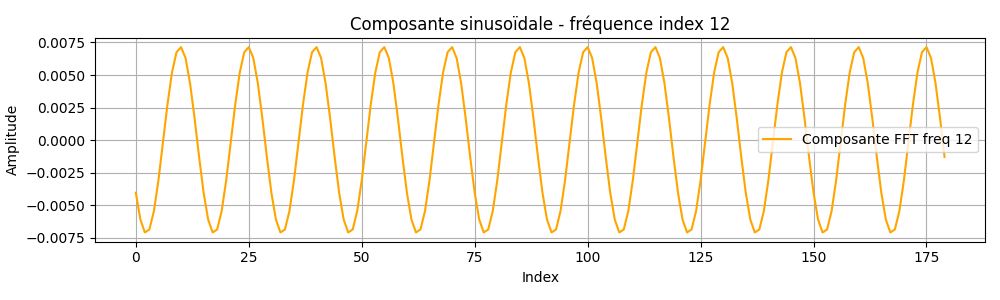 Composante sinusoïdale - fréquence index 12
Amplitude
0.0075
0.0050
0.0025
0.0000
−0.0025
−0.0050
−0.0075
Composante FFT freq 12
0 25 50 75 100 125 150 175
Index